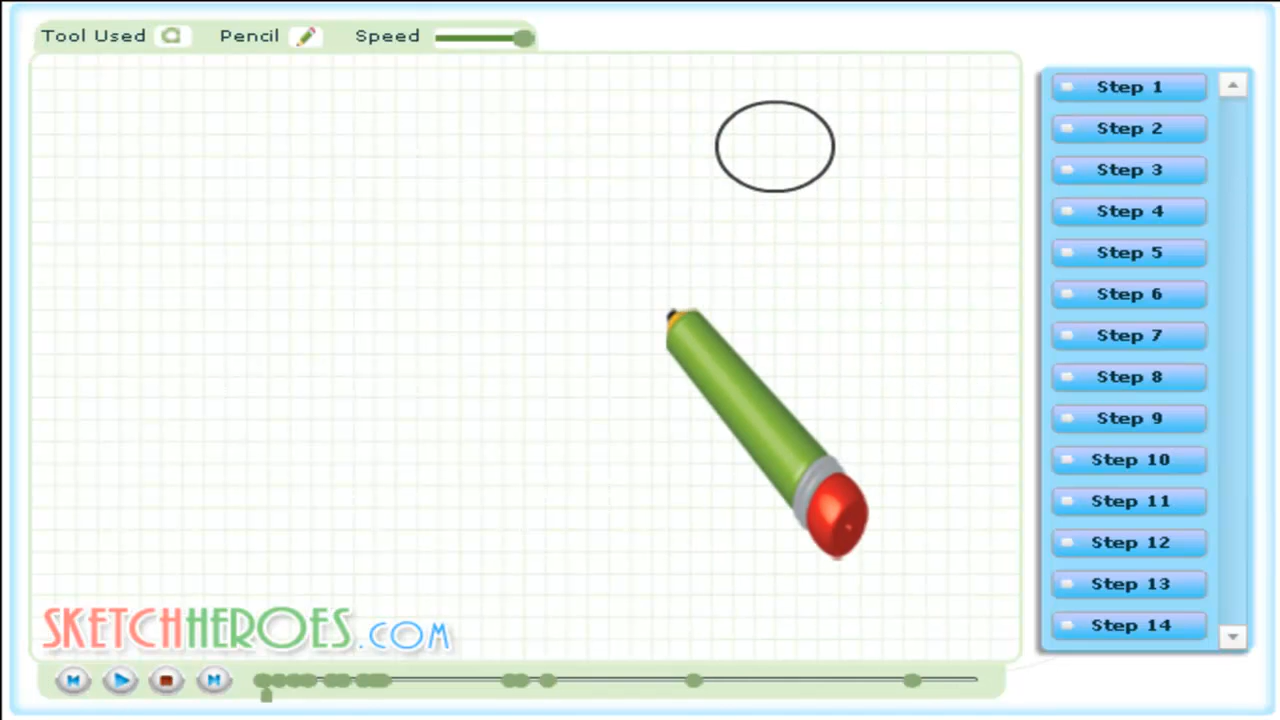 Tool Used Pencil Speed
Step 1
Step 2
Step 3
Step 4
Step 5
Step 6
Step 7
Step 8
Step 9
Step 10
Step 11
Step 12
Step 13
Step 14
SKETCHHEROES.COM